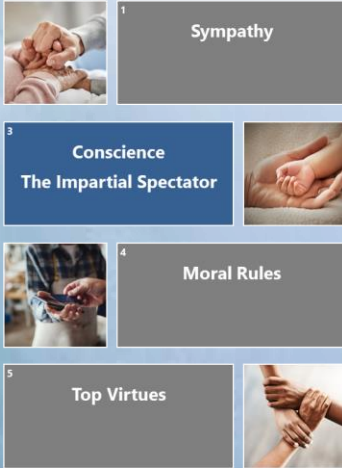 1
Sympathy
3
Conscience
The Impartial Spectator
4
Moral Rules
5
Top Virtues